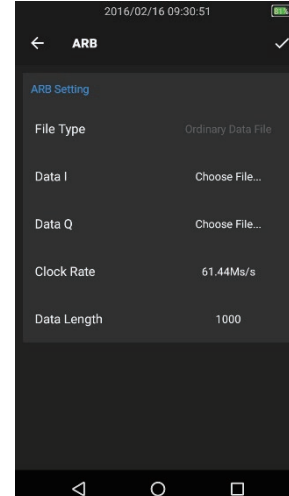 2016/02/16 09:30:51
ARB
ARB Setting
File Type Ordinary Data File
Data I Choose File...
Data Q Choose File...
Clock Rate 61.44Ms/s
Data Length 1000